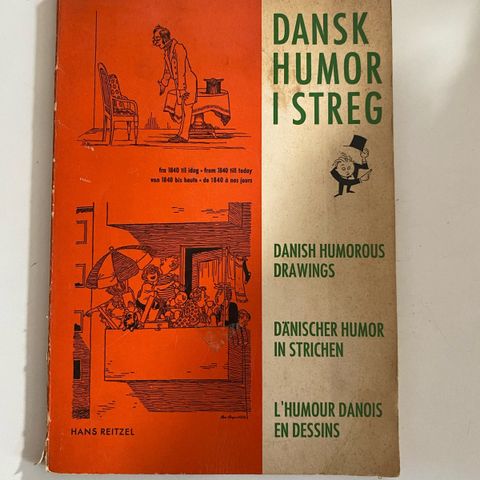 DANSK
HUMOR
I STREG
fra 1840 til idag • from 1840 till today
von 1840 bis heute • de 1840 à nos jours
DANISH HUMOROUS
DRAWINGS
DÄNISCHER HUMOR
IN STRICHEN
L'HUMOUR DANOIS
EN DESSINS
HANS REITZEL